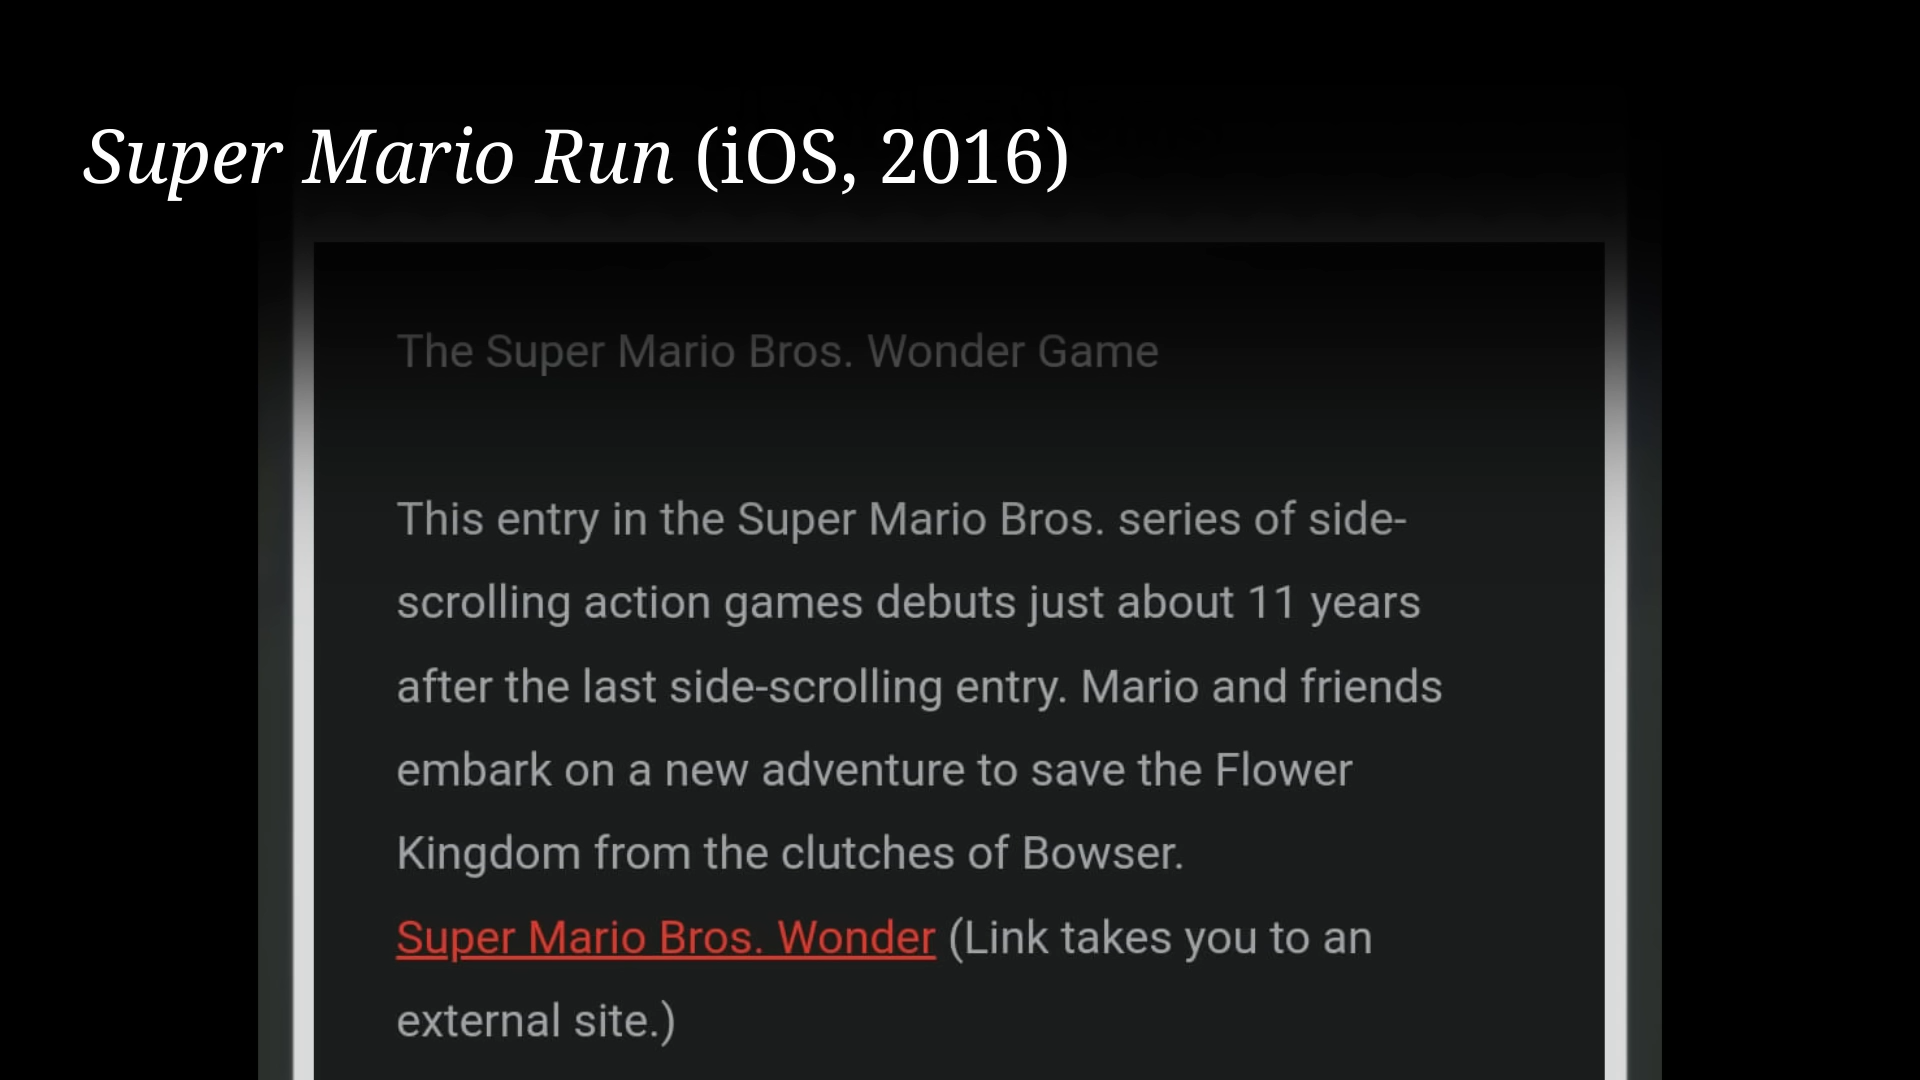 Super Mario Run (iOS, 2016)
The Super Mario Bros. Wonder Game
This entry in the Super Mario Bros. series of side-
scrolling action games debuts just about 11 years
after the last side-scrolling entry. Mario and friends
embark on a new adventure to save the Flower
Kingdom from the clutches of Bowser.
Super Mario Bros. Wonder (Link takes you to an
external site.)